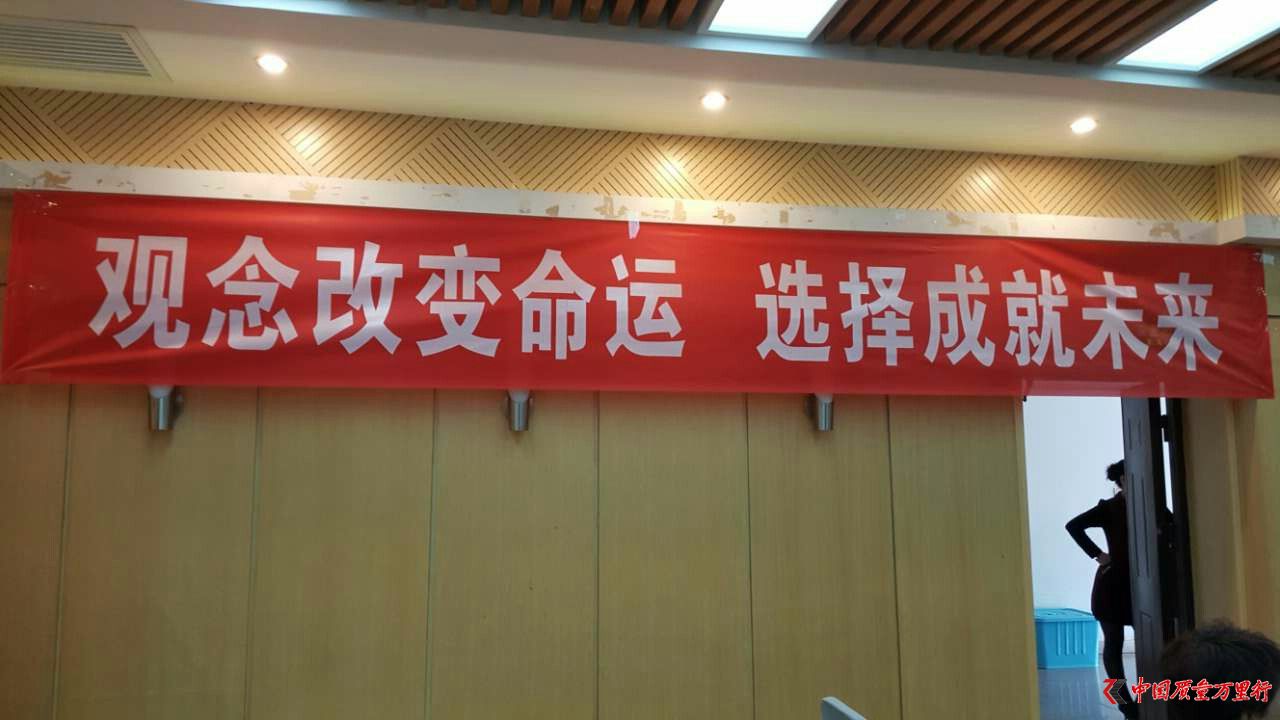 观念改变命运 选择成就未来
中国质量万里行